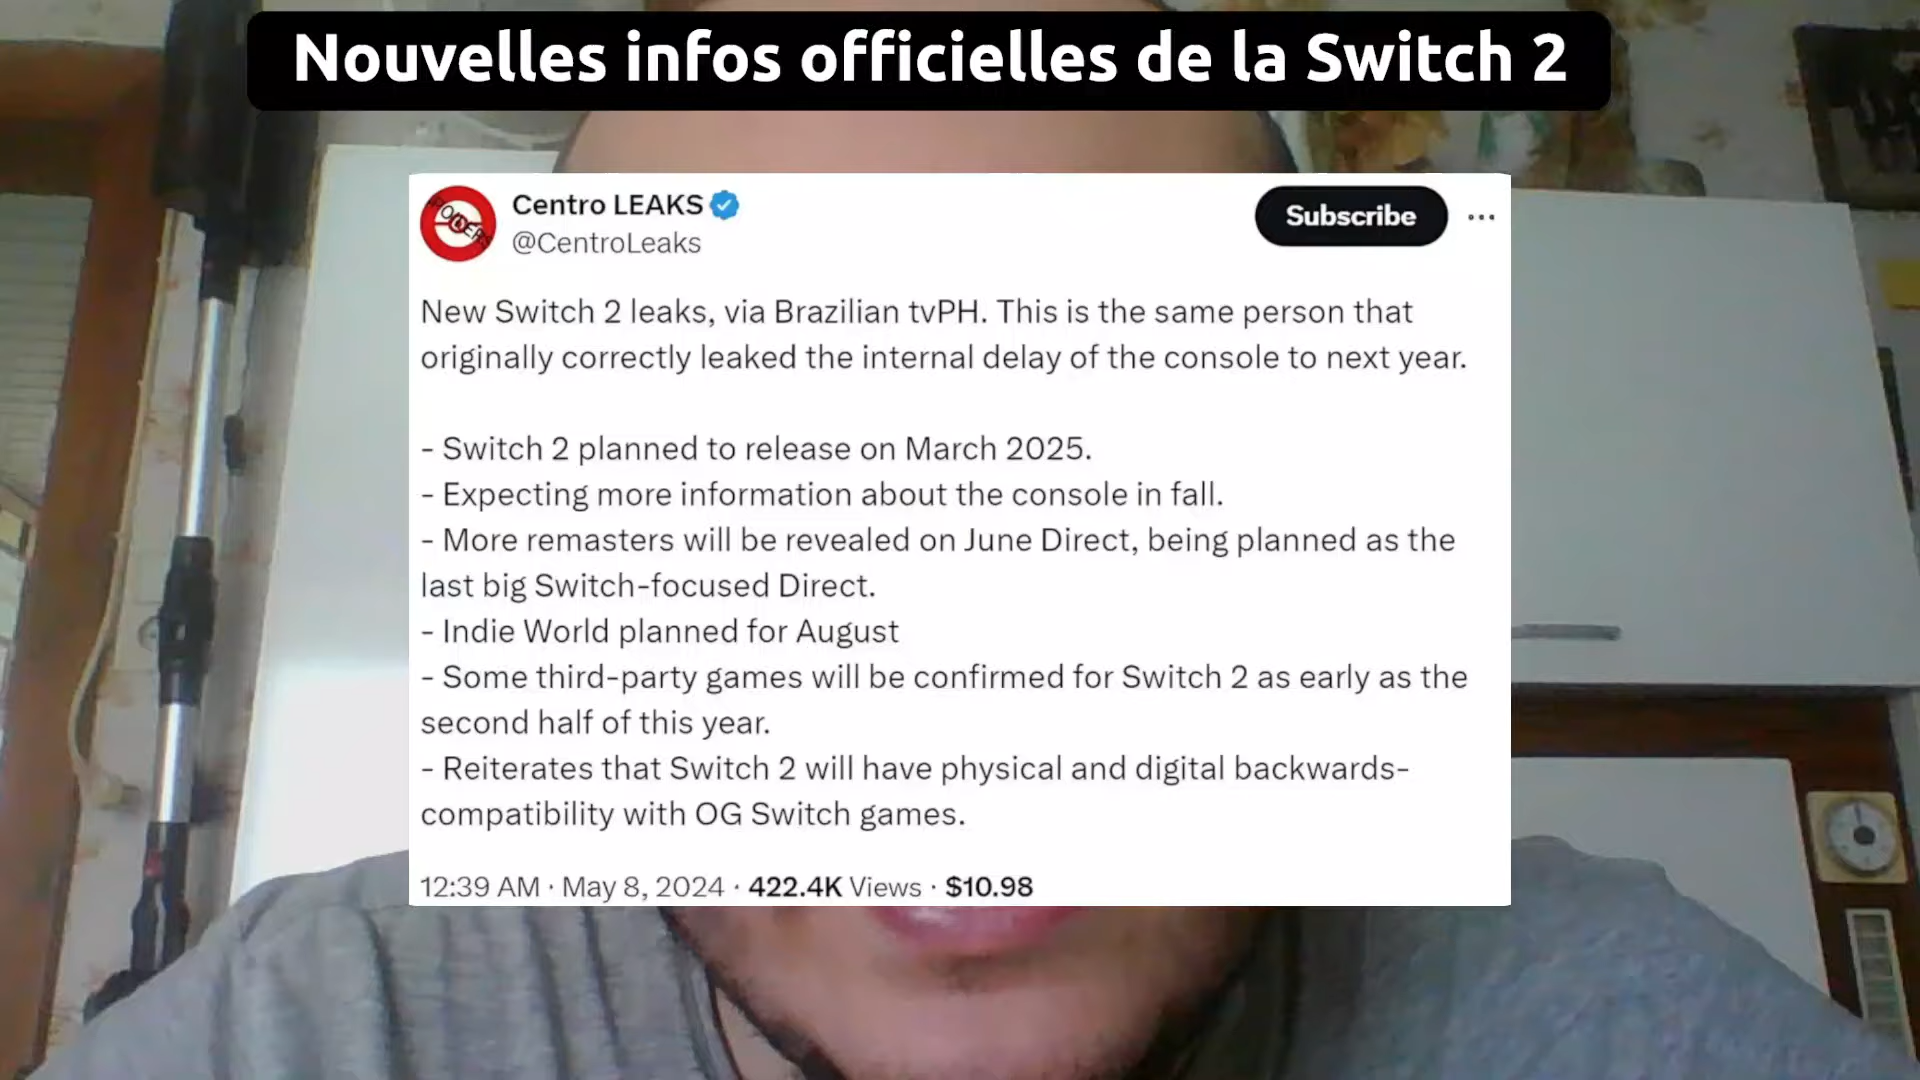 Nouvelles infos officielles de la Switch 2
Centro LEAKS
@CentroLeaks
Subscribe
New Switch 2 leaks, via Brazilian tvPH. This is the same person that
originally correctly leaked the internal delay of the console to next year.
- Switch 2 planned to release on March 2025.
- Expecting more information about the console in fall.
- More remasters will be revealed on June Direct, being planned as the
last big Switch-focused Direct.
- Indie World planned for August
- Some third-party games will be confirmed for Switch 2 as early as the
second half of this year.
- Reiterates that Switch 2 will have physical and digital backwards-
compatibility with OG Switch games.
12:39 AM · May 8, 2024 · 422.4K Views · $10.98